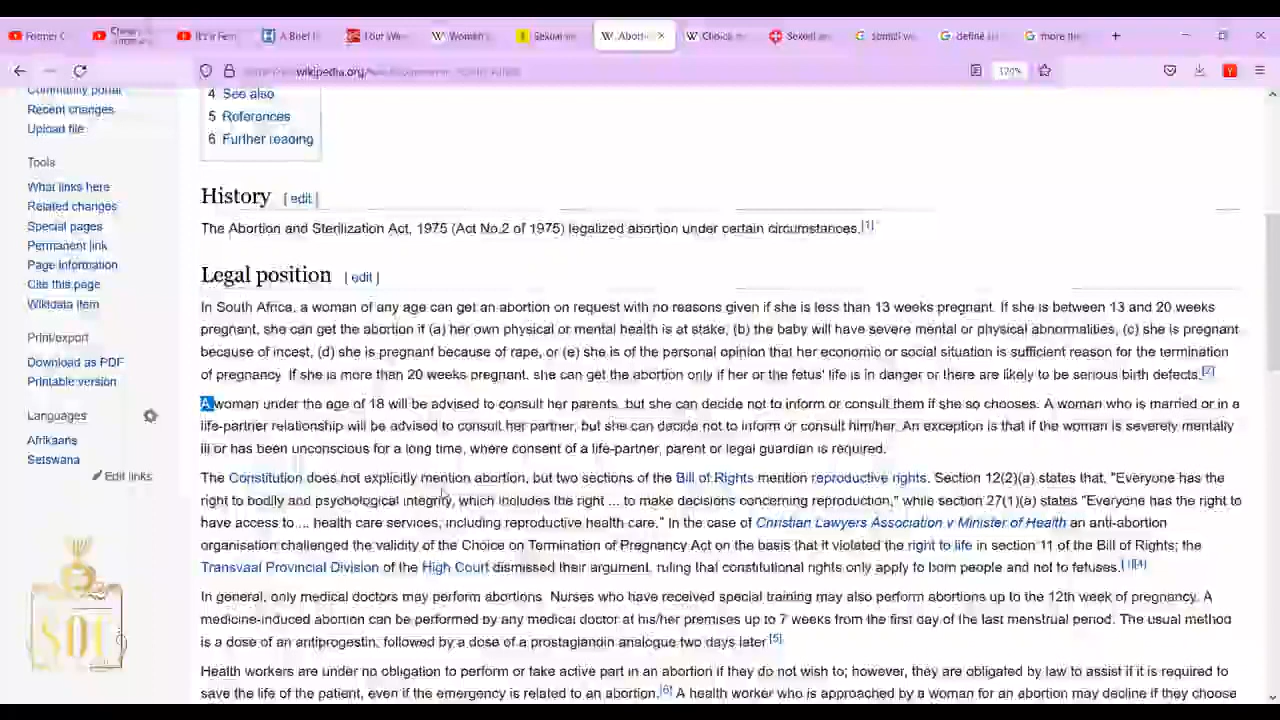 Former C
It's a Fem
A Brief
Your Wo
Women's
Sexual
Abortio
Choice
Sexual an
define
more the
wikipedia.org
120%
Community portal
Recent changes
Upload file
Tools
What links here
Related changes
Special pages
Permanent link
Page information
Cite this page
Wikidata item
Print/export
Download as PDF
Printable version
Languages
Afrikaans
Setswana
Edit links
4 See also
5 References
6 Further reading
History [ edit ]
The Abortion and Sterilization Act, 1975 (Act No.2 of 1975) legalized abortion under certain circumstances.[1]
Legal position [ edit ]
In South Africa, a woman of any age can get an abortion on request with no reasons given if she is less than 13 weeks pregnant. If she is between 13 and 20 weeks
pregnant, she can get the abortion if (a) her own physical or mental health is at stake, (b) the baby will have severe mental or physical abnormalities, (c) she is pregnant
because of incest, (d) she is pregnant because of rape, or (e) she is of the personal opinion that her economic or social situation is sufficient reason for the termination
of pregnancy. If she is more than 20 weeks pregnant, she can get the abortion only if her or the fetus' life is in danger or there are likely to be serious birth defects.[2]
A woman under the age of 18 will be advised to consult her parents, but she can decide not to inform or consult them if she so chooses. A woman who is married or in a
life-partner relationship will be advised to consult her partner, but she can decide not to inform or consult him/her. An exception is that if the woman is severely mentally
ill or has been unconscious for a long time, where consent of a life-partner, parent or legal guardian is required.
The Constitution does not explicitly mention abortion, but two sections of the Bill of Rights mention reproductive rights. Section 12(2)(a) states that, "Everyone has the
right to bodily and psychological integrity, which includes the right ... to make decisions concerning reproduction," while section 27(1)(a) states "Everyone has the right to
have access to ... health care services, including reproductive health care." In the case of Christian Lawyers Association v Minister of Health an anti-abortion
organisation challenged the validity of the Choice on Termination of Pregnancy Act on the basis that it violated the right to life in section 11 of the Bill of Rights; the
Transvaal Provincial Division of the High Court dismissed their argument, ruling that constitutional rights only apply to born people and not to fetuses.
In general, only medical doctors may perform abortions. Nurses who have received special training may also perform abortions up to the 12th week of pregnancy. A
medicine-induced abortion can be performed by any medical doctor at his/her premises up to 7 weeks from the first day of the last menstrual period. The usual method
is a dose of an antiprogestin, followed by a dose of a prostaglandin analogue two days later.[5]
Health workers are under no obligation to perform or take active part in an abortion if they do not wish to; however, they are obligated by law to assist if it is required to
save the life of the patient, even if the emergency is related to an abortion.[6] A health worker who is approached by a woman for an abortion may decline if they choose